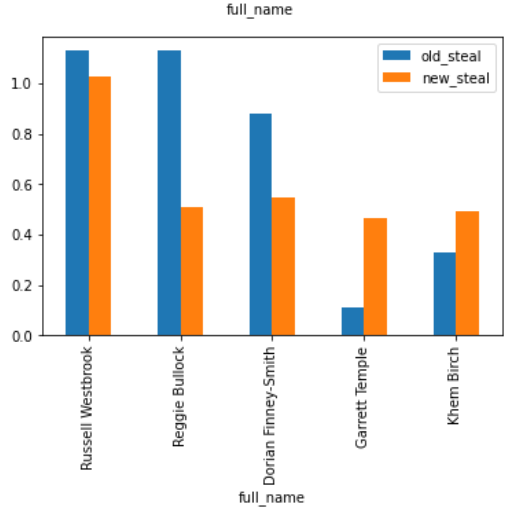 full_name
old_steal
new_steal
1.0
0.8
0.6
0.4
0.2
0.0
Russell Westbrook
Reggie Bullock
Dorian Finney-Smith
Garrett Temple
Khem Birch
full_name